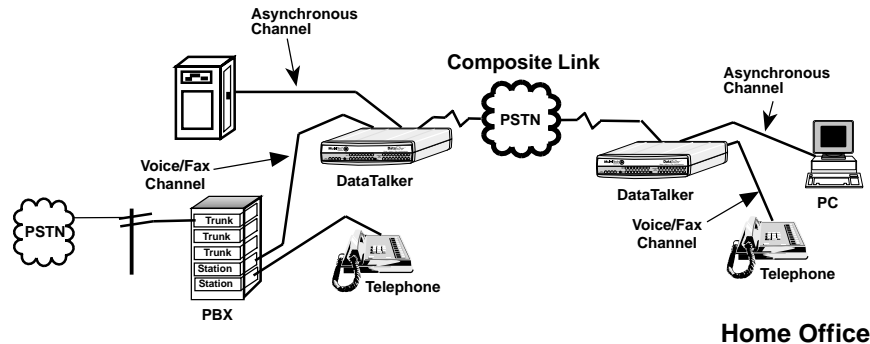 Asynchronous
Channel
Composite Link
Asynchronous
Channel
PSTN
Voice/Fax
Channel
DataTalker
DataTalker
PC
PSTN
Trunk
Trunk
Trunk
Station
Station
PBX
Telephone
Voice/Fax
Channel
Telephone
Home Office